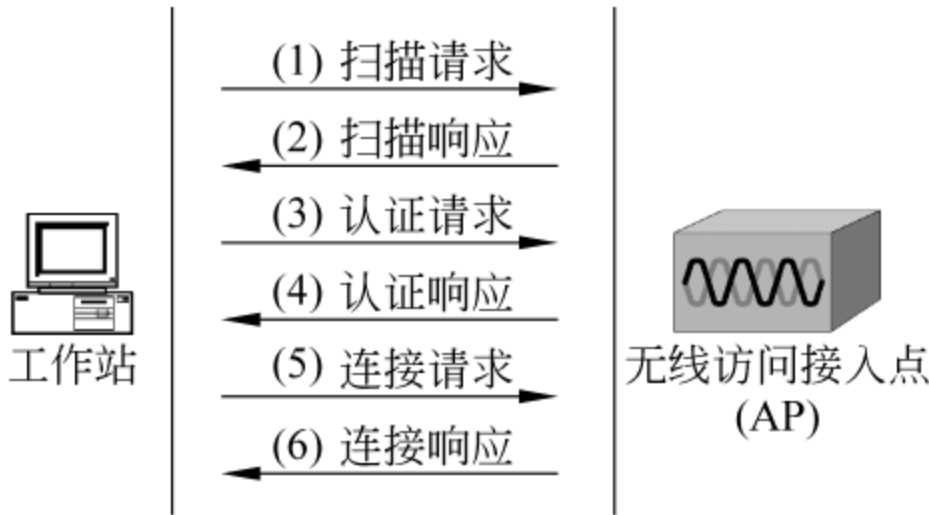 (1) 扫描请求
(2) 扫描响应
(3) 认证请求
(4) 认证响应
(5) 连接请求
(6) 连接响应
工作站
无线访问接入点
(AP)